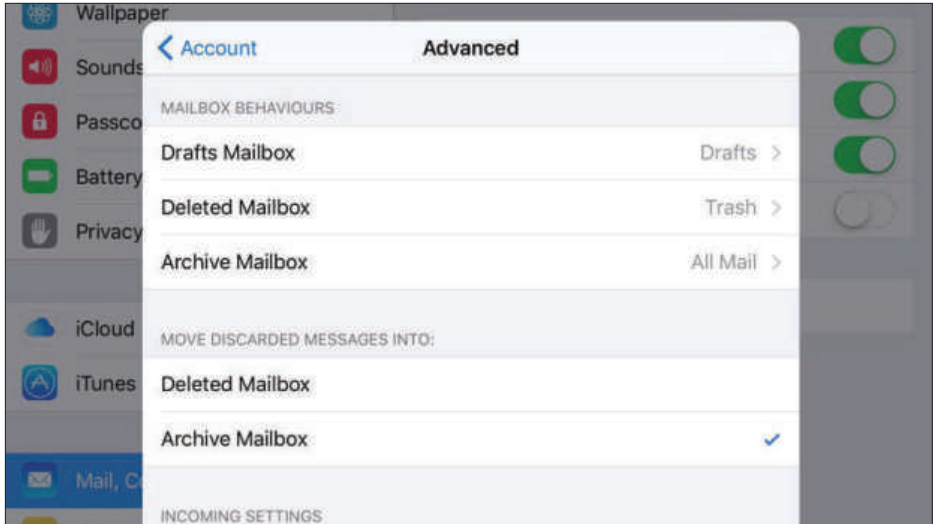 Wallpaper
Account
Advanced
Sounds
MAILBOX BEHAVIOURS
Passco
Drafts Mailbox Drafts
Battery
Deleted Mailbox Trash
Privacy
Archive Mailbox All Mail
iCloud
MOVE DISCARDED MESSAGES INTO:
iTunes
Deleted Mailbox
Archive Mailbox
Mail, C
INCOMING SETTINGS